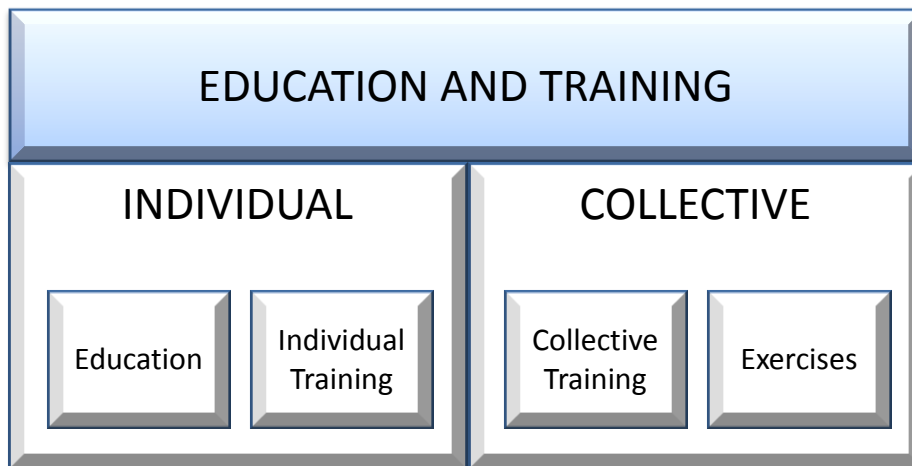 EDUCATION AND TRAINING
INDIVIDUAL
Education
Individual
Training
COLLECTIVE
Collective
Training
Exercises